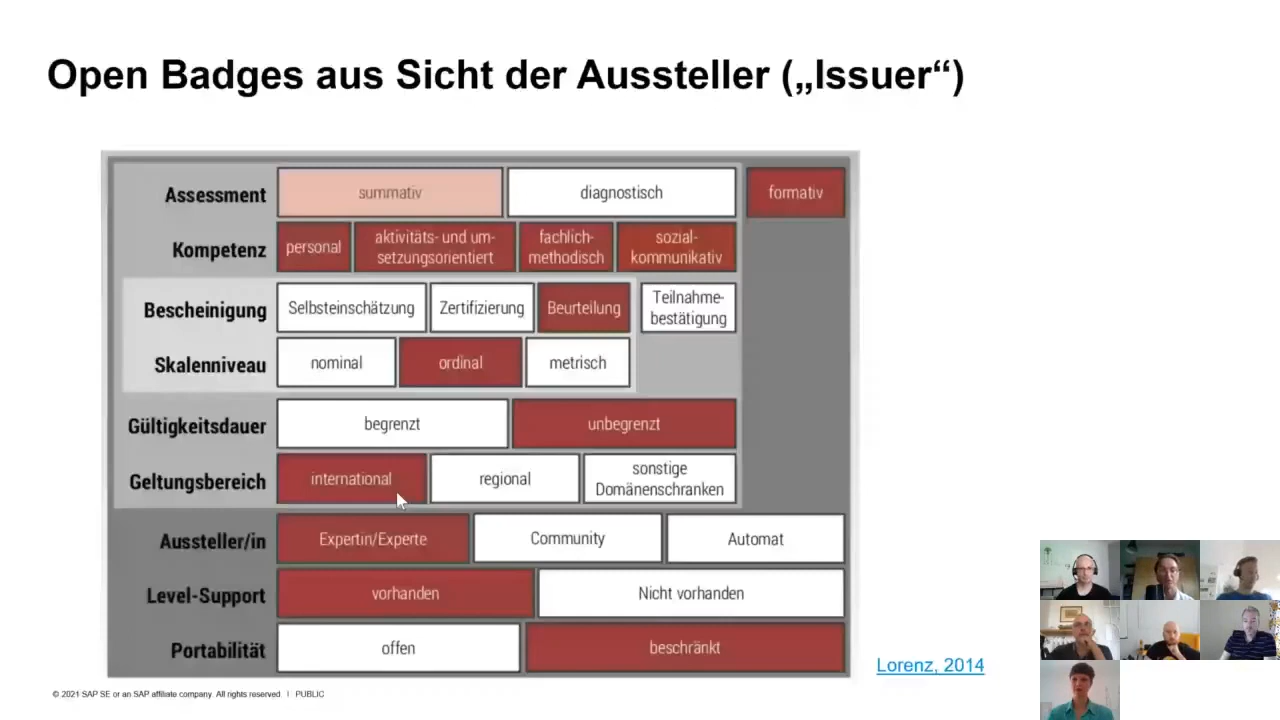 Open Badges aus Sicht der Aussteller („Issuer“)
Assessment summativ diagnostisch formativ
Kompetenz personal aktivitäts- und um-
setzungsorientiert fachlich-
methodisch sozial-
kommunikativ
Bescheinigung Selbsteinschätzung Zertifizierung Beurteilung Teilnahme-
bestätigung
Skalenniveau nominal ordinal metrisch
Gültigkeitsdauer begrenzt unbegrenzt
Geltungsbereich international regional sonstige
Domänenschranken
Aussteller/in Expertin/Experte Community Automat
Level-Support vorhanden Nicht vorhanden
Portabilität offen beschränkt
Lorenz, 2014
© 2021 SAP SE or an SAP affiliate company. All rights reserved. | PUBLIC